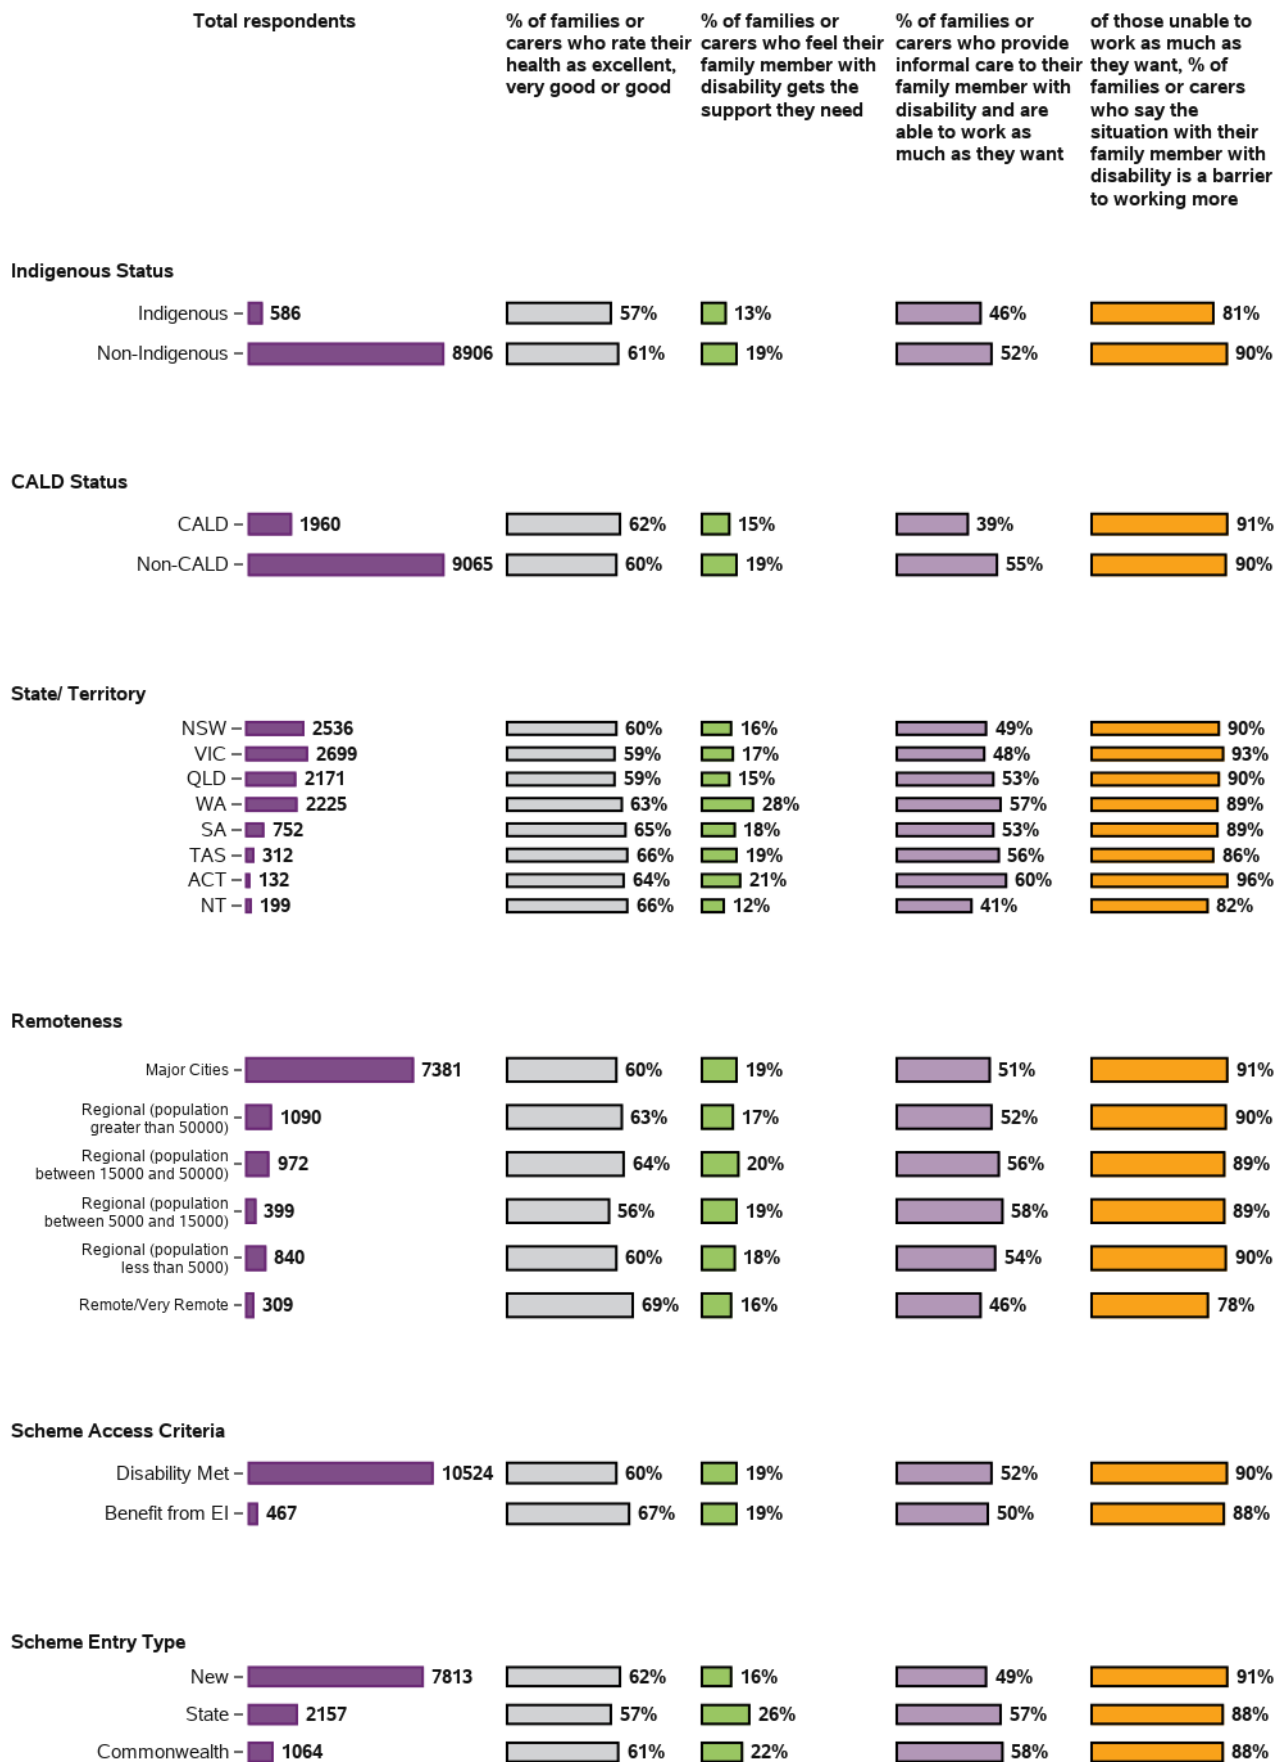 Total respondents
% of families or
carers who rate their
health as excellent,
very good or good
% of families or
carers who feel their
family member with
disability gets the
support they need
% of families or
carers who provide
informal care to their
family member with
disability and are
able to work as
much as they want
of those unable to
work as much as
they want, % of
families or carers
who say the
situation with their
family member with
disability is a barrier
to working more
Indigenous Status
Indigenous 586 57% 13% 46% 81%
Non-Indigenous 8906 61% 19% 52% 90%
CALD Status
CALD 1960 62% 15% 39% 91%
Non-CALD 9065 60% 19% 55% 90%
State/ Territory
NSW 2536 60% 16% 49% 90%
VIC 2699 59% 17% 48% 93%
QLD 2171 59% 15% 53% 90%
WA 2225 63% 28% 57% 89%
SA 752 65% 18% 53% 89%
TAS 312 66% 19% 56% 86%
ACT 132 64% 21% 60% 96%
NT 199 66% 12% 41% 82%
Remoteness
Major Cities 7381 60% 19% 51% 91%
Regional (population
greater than 50000) 1090 63% 17% 52% 90%
Regional (population
between 15000 and 50000) 972 64% 20% 56% 89%
Regional (population
between 5000 and 15000) 399 56% 19% 58% 89%
Regional (population
less than 5000) 840 60% 18% 54% 90%
Remote/Very Remote 309 69% 16% 46% 78%
Scheme Access Criteria
Disability Met 10524 60% 19% 52% 90%
Benefit from EI 467 67% 19% 50% 88%
Scheme Entry Type
New 7813 62% 16% 49% 91%
State 2157 57% 26% 57% 88%
Commonwealth 1064 61% 22% 58% 88%